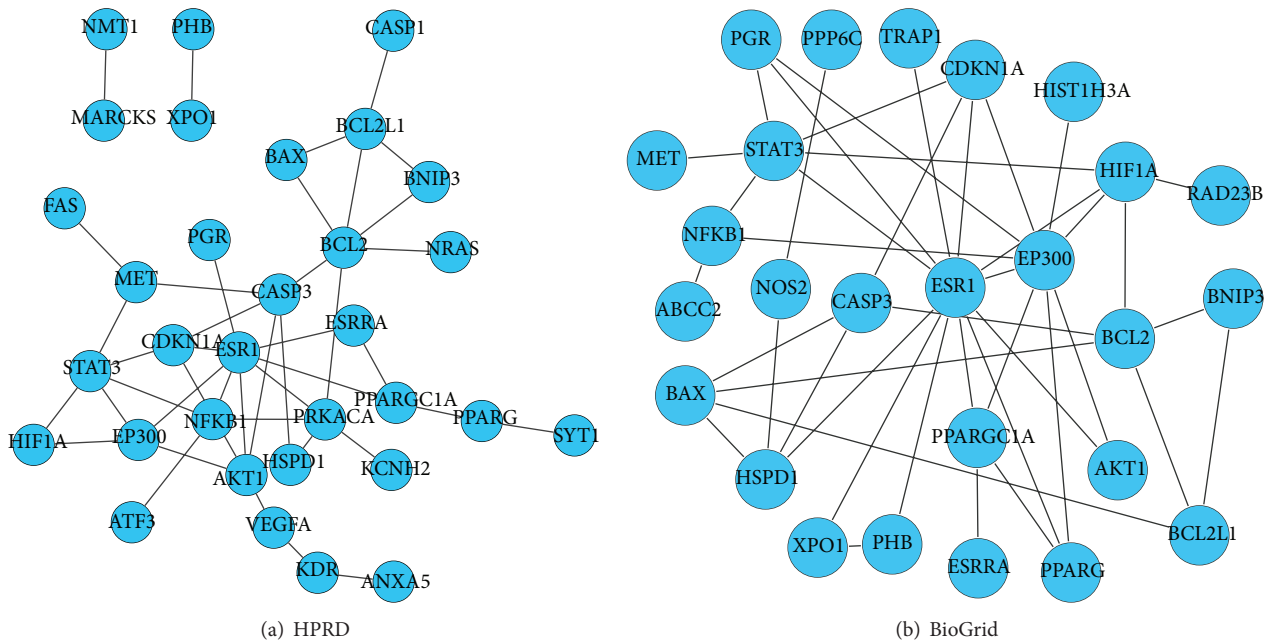 NMT1
PHB
CASP1
MARCKS
XPO1
BCL2L1
BAX
BNIP3
FAS
PGR
BCL2
NRAS
MET
CASP3
ESRRA
CDKN1A
ESR1
STAT3
PPARGC1A
NFKB1
PRKACA
PPARG
SYT1
HIF1A
EP300
HSPD1
KCNH2
AKT1
ATF3
VEGFA
KDR
ANXA5
(a) HPRD
PGR
PPP6C
TRAP1
CDKN1A
HIST1H3A
MET
STAT3
HIF1A
RAD23B
NFKB1
EP300
NOS2
ESR1
CASP3
BNIP3
ABCC2
BCL2
BAX
PPARGC1A
AKT1
HSPD1
BCL2L1
XPO1
PHB
ESRRA
PPARG
(b) BioGrid